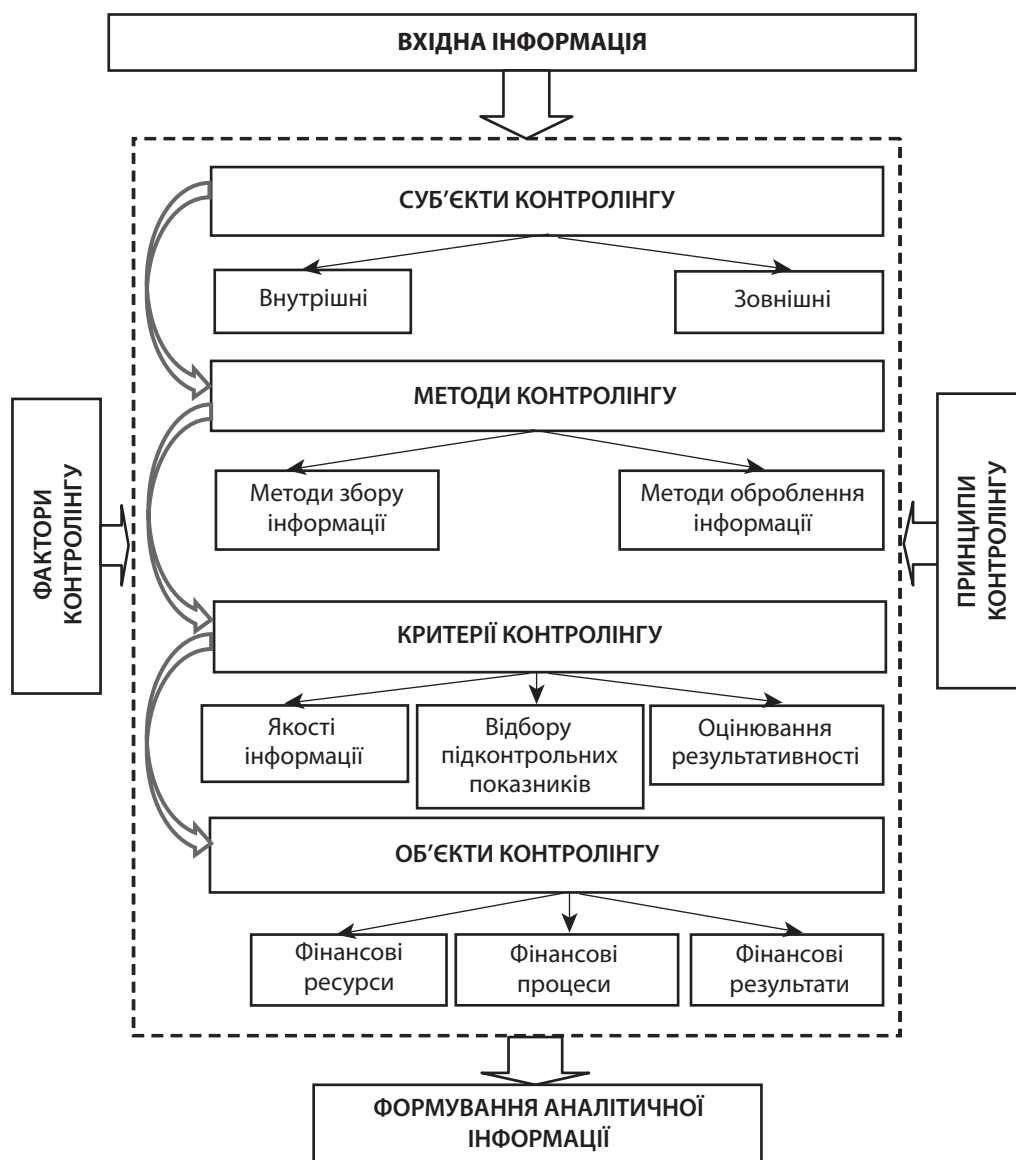 ВХІДНА ІНФОРМАЦІЯ
СУБ’ЄКТИ КОНТРОЛІНГУ
Внутрішні
Зовнішні
МЕТОДИ КОНТРОЛІНГУ
Методи збору
інформації
Методи оброблення
інформації
ФАКТОРИ
КОНТРОЛІНГУ
ПРИНЦИПИ
КОНТРОЛІНГУ
КРИТЕРІЇ КОНТРОЛІНГУ
Якості
інформації
Відбору
підконтрольних
показників
Оцінювання
результативності
ОБ’ЄКТИ КОНТРОЛІНГУ
Фінансові
ресурси
Фінансові
процеси
Фінансові
результати
ФОРМУВАННЯ АНАЛІТИЧНОЇ
ІНФОРМАЦІЇ